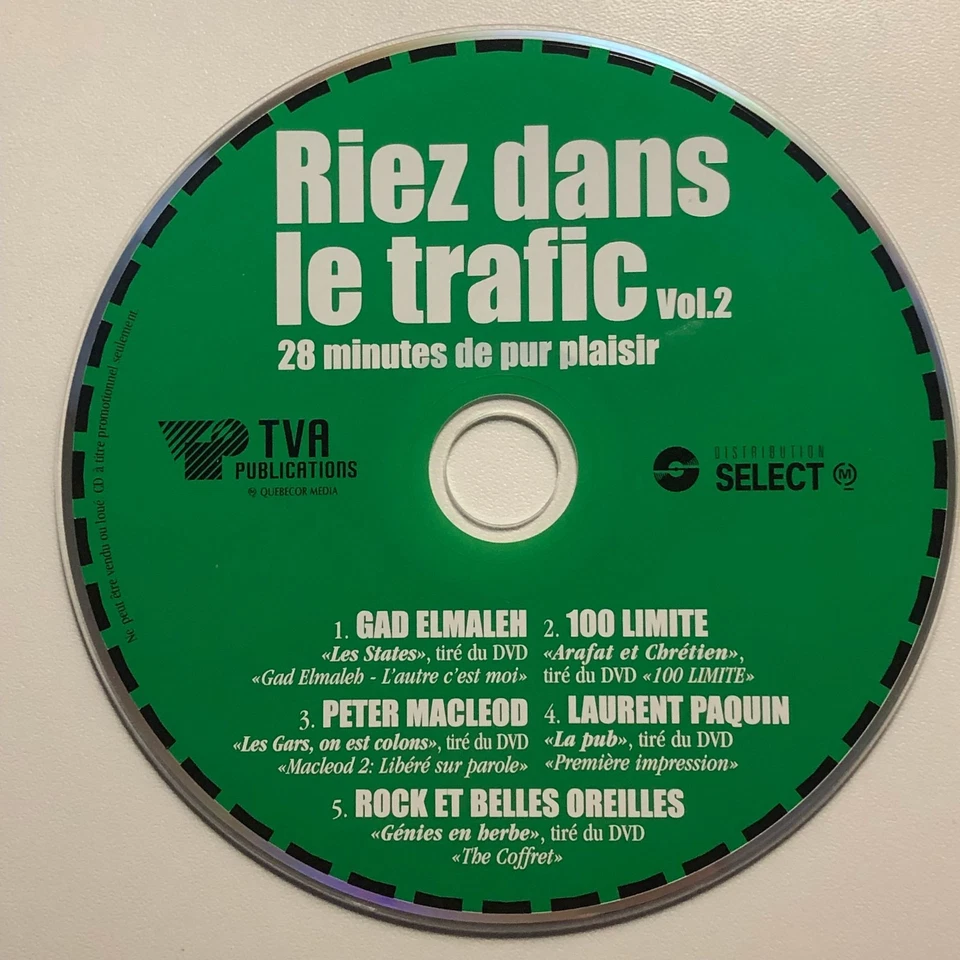 Riez dans
le trafic Vol.2
28 minutes de pur plaisir
TVA
PUBLICATIONS
QUEBECOR MEDIA
DISTRIBUTION
SELECT M
Ne peut être vendu ou loué CD à titre promotionnel seulement
1. GAD ELMALEH
«Les States», tiré du DVD
«Gad Elmaleh - L'autre c'est moi»
2. 100 LIMITE
«Arafat et Chrétien»,
tiré du DVD «100 LIMITE»
3. PETER MACLEOD
«Les Gars, on est colons», tiré du DVD
«Macleod 2: Libéré sur parole»
4. LAURENT PAQUIN
«La pub», tiré du DVD
«Première impression»
5. ROCK ET BELLES OREILLES
«Génies en herbe», tiré du DVD
«The Coffret»